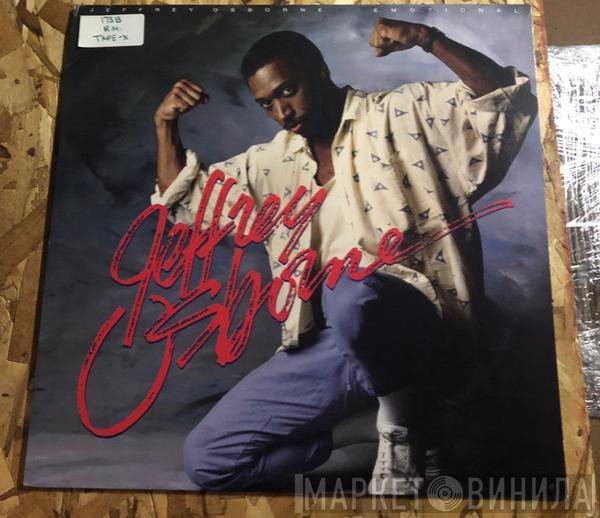 JEFFREY OSBORNE EMOTIONAL
1738
R.M.
TAPE-X
Jeffrey
Osborne
МАРКЕТ ВИНИЛА